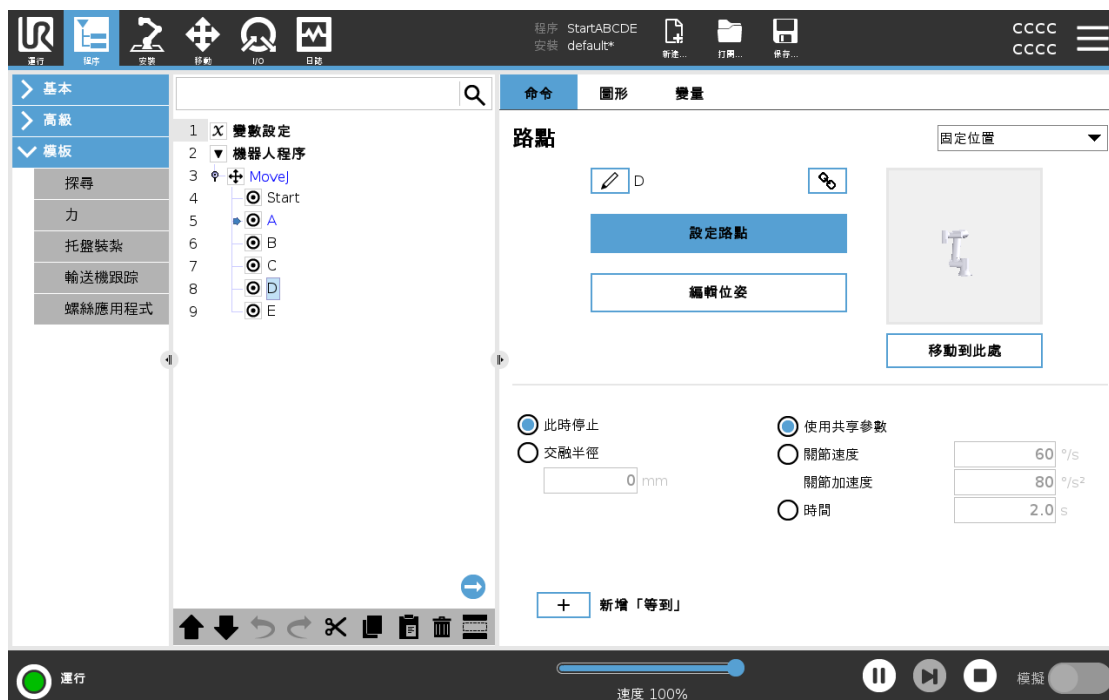 UR
運行
程序
安裝
移動
I/O
日誌
程序 StartABCDE
安裝 default*
新建...
打開...
保存...
CCCC
CCCC
基本
高級
模板
探尋
力
托盤裝紮
輸送機跟踪
螺絲應用程式
1 X 變數設定
2 ▼ 機器人程序
3 MoveJ
4 Start
5 A
6 B
7 C
8 D
9 E
命令 圖形 變量
路點
固定位置
D
設定路點
編輯位姿
移動到此處
此時停止
交融半徑
0 mm
使用共享參數
關節速度 60 °/s
關節加速度 80 °/s²
時間 2.0 s
+ 新增「等到」
運行
速度 100%
模擬